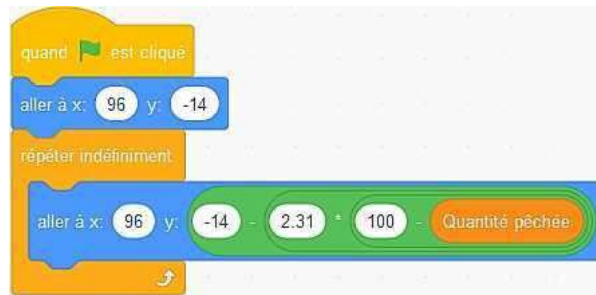 quand est cliqué
aller à x: 96 y: -14
répéter indéfiniment
aller à x: 96 y: -14 - 2.31 * 100 - Quantité pêchée